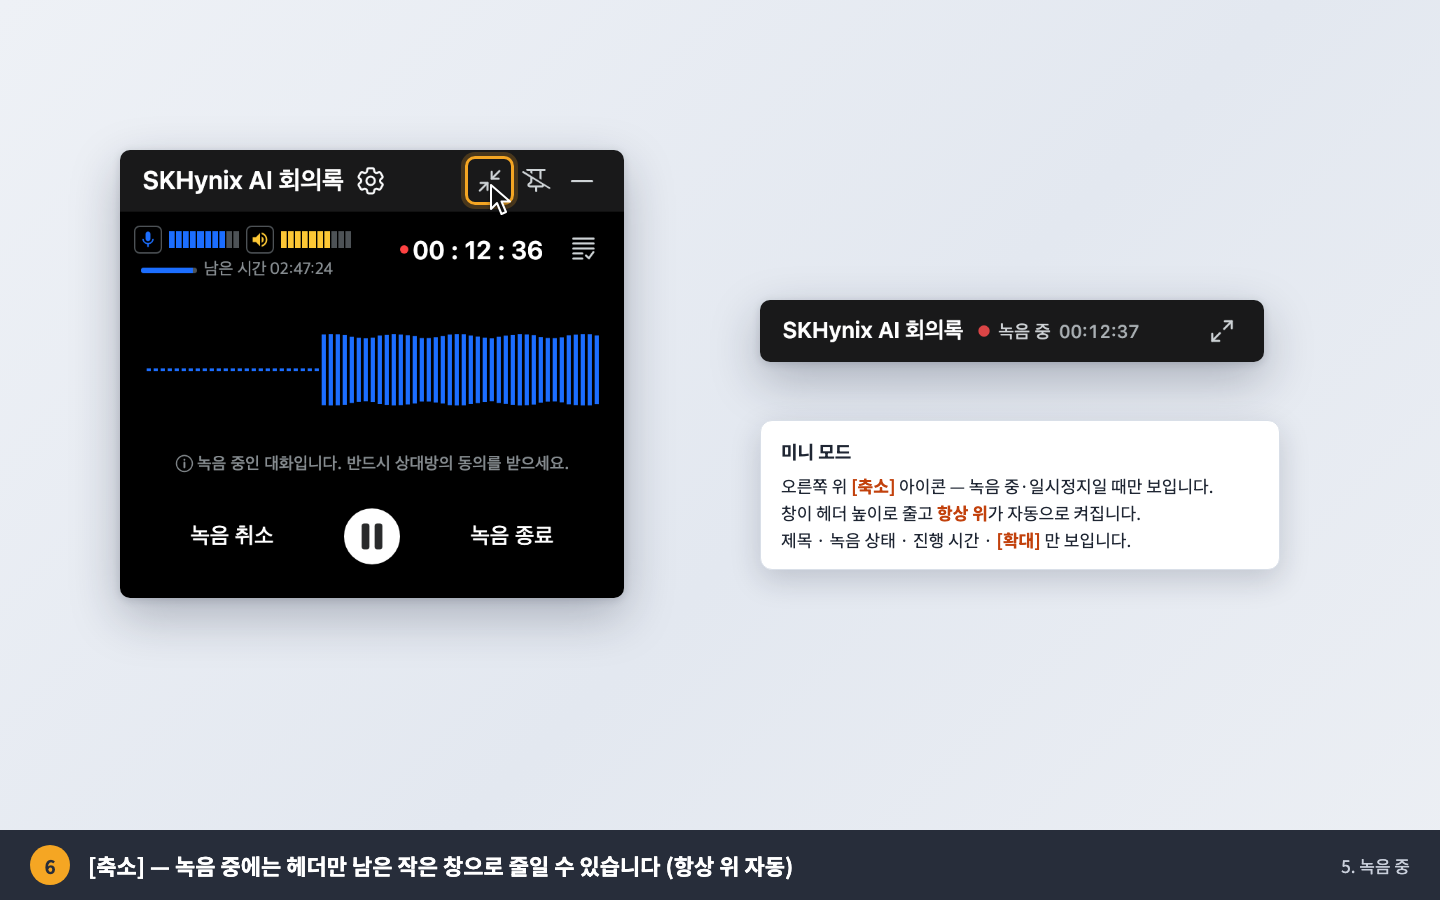 SKHynix AI 회의록
00 : 12 : 36
남은 시간 02:47:24
녹음 중인 대화입니다. 반드시 상대방의 동의를 받으세요.
녹음 취소
녹음 종료
SKHynix AI 회의록 녹음 중 00:12:37
미니 모드
오른쪽 위 [축소] 아이콘 — 녹음 중·일시정지일 때만 보입니다.
창이 헤더 높이로 줄고 항상 위가 자동으로 켜집니다.
제목 · 녹음 상태 · 진행 시간 · [확대] 만 보입니다.
6 [축소] — 녹음 중에는 헤더만 남은 작은 창으로 줄일 수 있습니다 (항상 위 자동)
5. 녹음 중